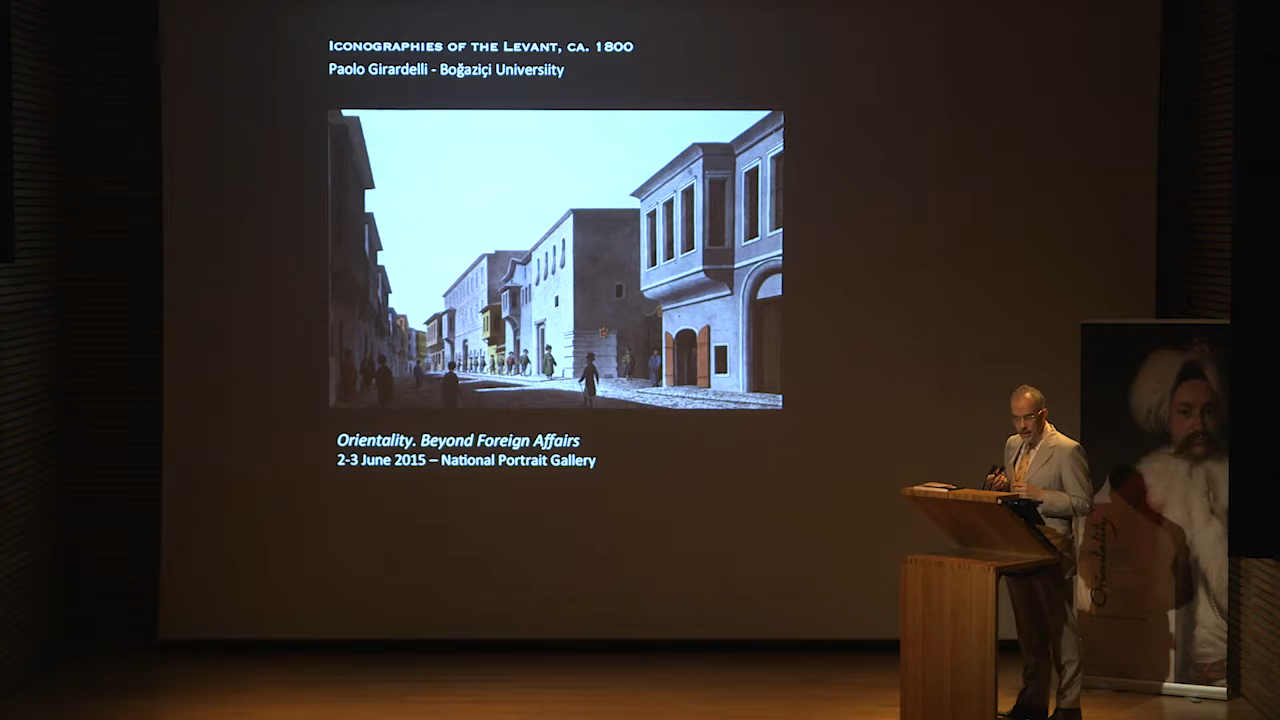 Iconographies of the Levant, ca. 1800
Paolo Girardelli - Boğaziçi Universiity
Orientality. Beyond Foreign Affairs
2-3 June 2015 – National Portrait Gallery
Orientality